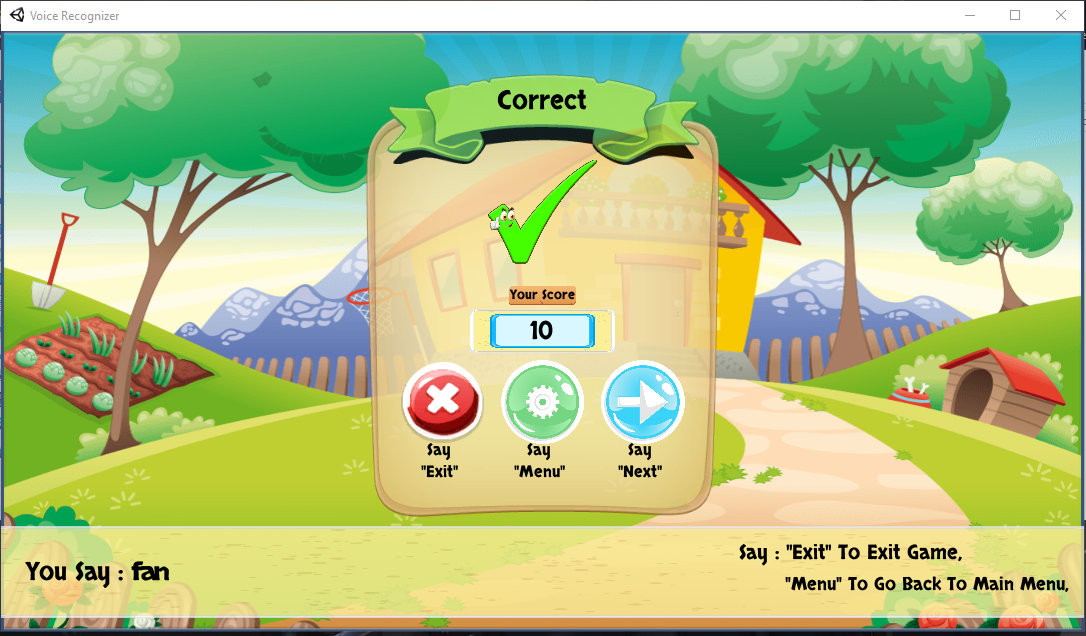 Voice Recognizer
Correct
Your Score
10
Say
"Exit"
Say
"Menu"
Say
"Next"
You Say : fan
Say : "Exit" To Exit Game,
"Menu" To Go Back To Main Menu,